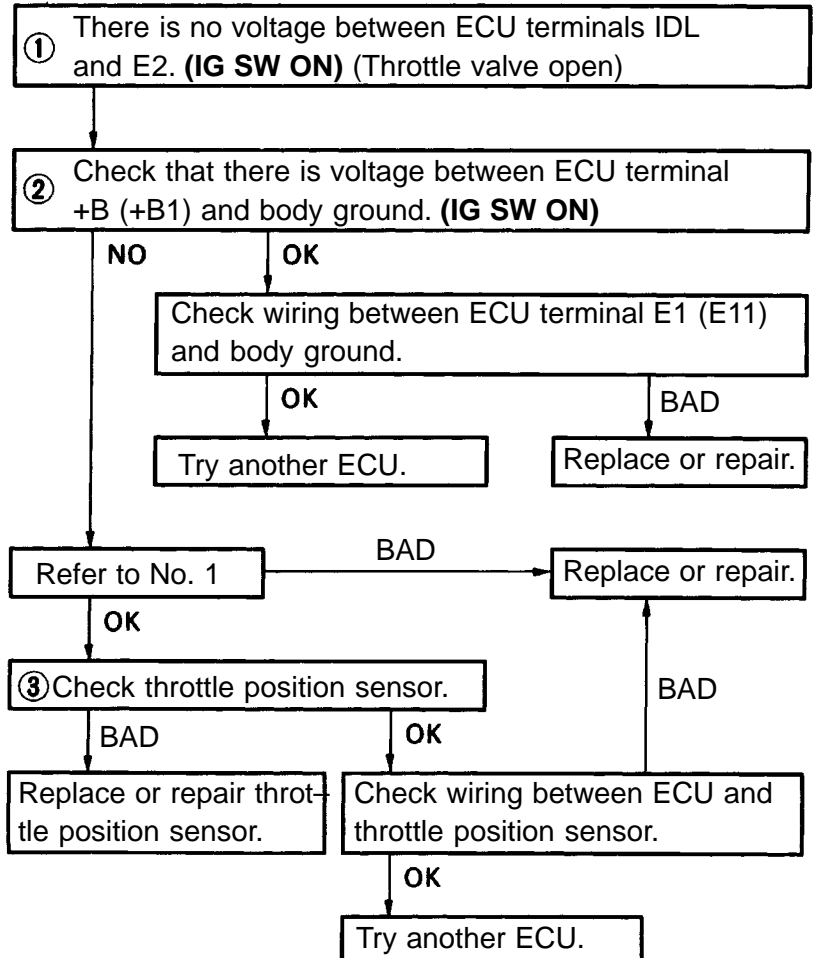 ① There is no voltage between ECU terminals IDL
and E2. (IG SW ON) (Throttle valve open)
② Check that there is voltage between ECU terminal
+B (+B1) and body ground. (IG SW ON)
NO
OK
Check wiring between ECU terminal E1 (E11)
and body ground.
OK
BAD
Try another ECU.
Replace or repair.
Refer to No. 1
BAD
Replace or repair.
OK
③ Check throttle position sensor.
BAD
OK
BAD
Replace or repair throt-
tle position sensor.
Check wiring between ECU and
throttle position sensor.
OK
Try another ECU.